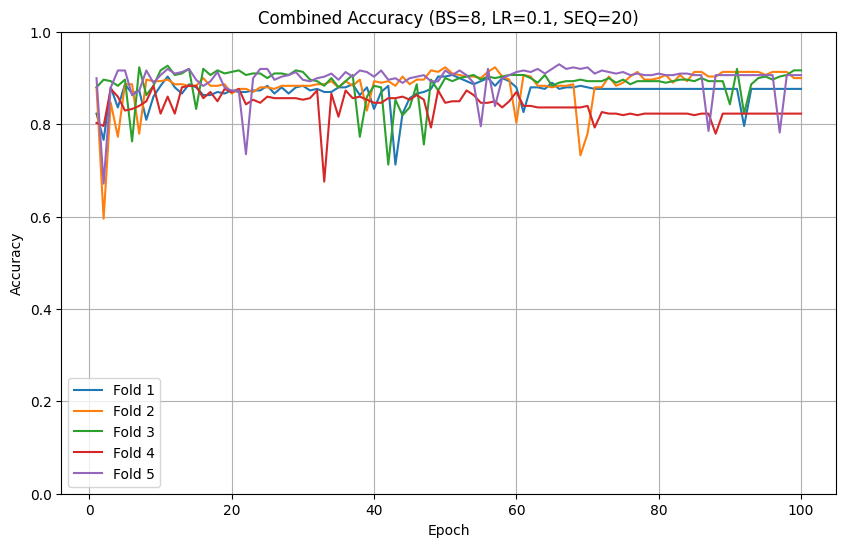 Combined Accuracy (BS=8, LR=0.1, SEQ=20)
1.0
0.8
0.6
0.4
0.2
0.0
Accuracy
Fold 1
Fold 2
Fold 3
Fold 4
Fold 5
0 20 40 60 80 100
Epoch